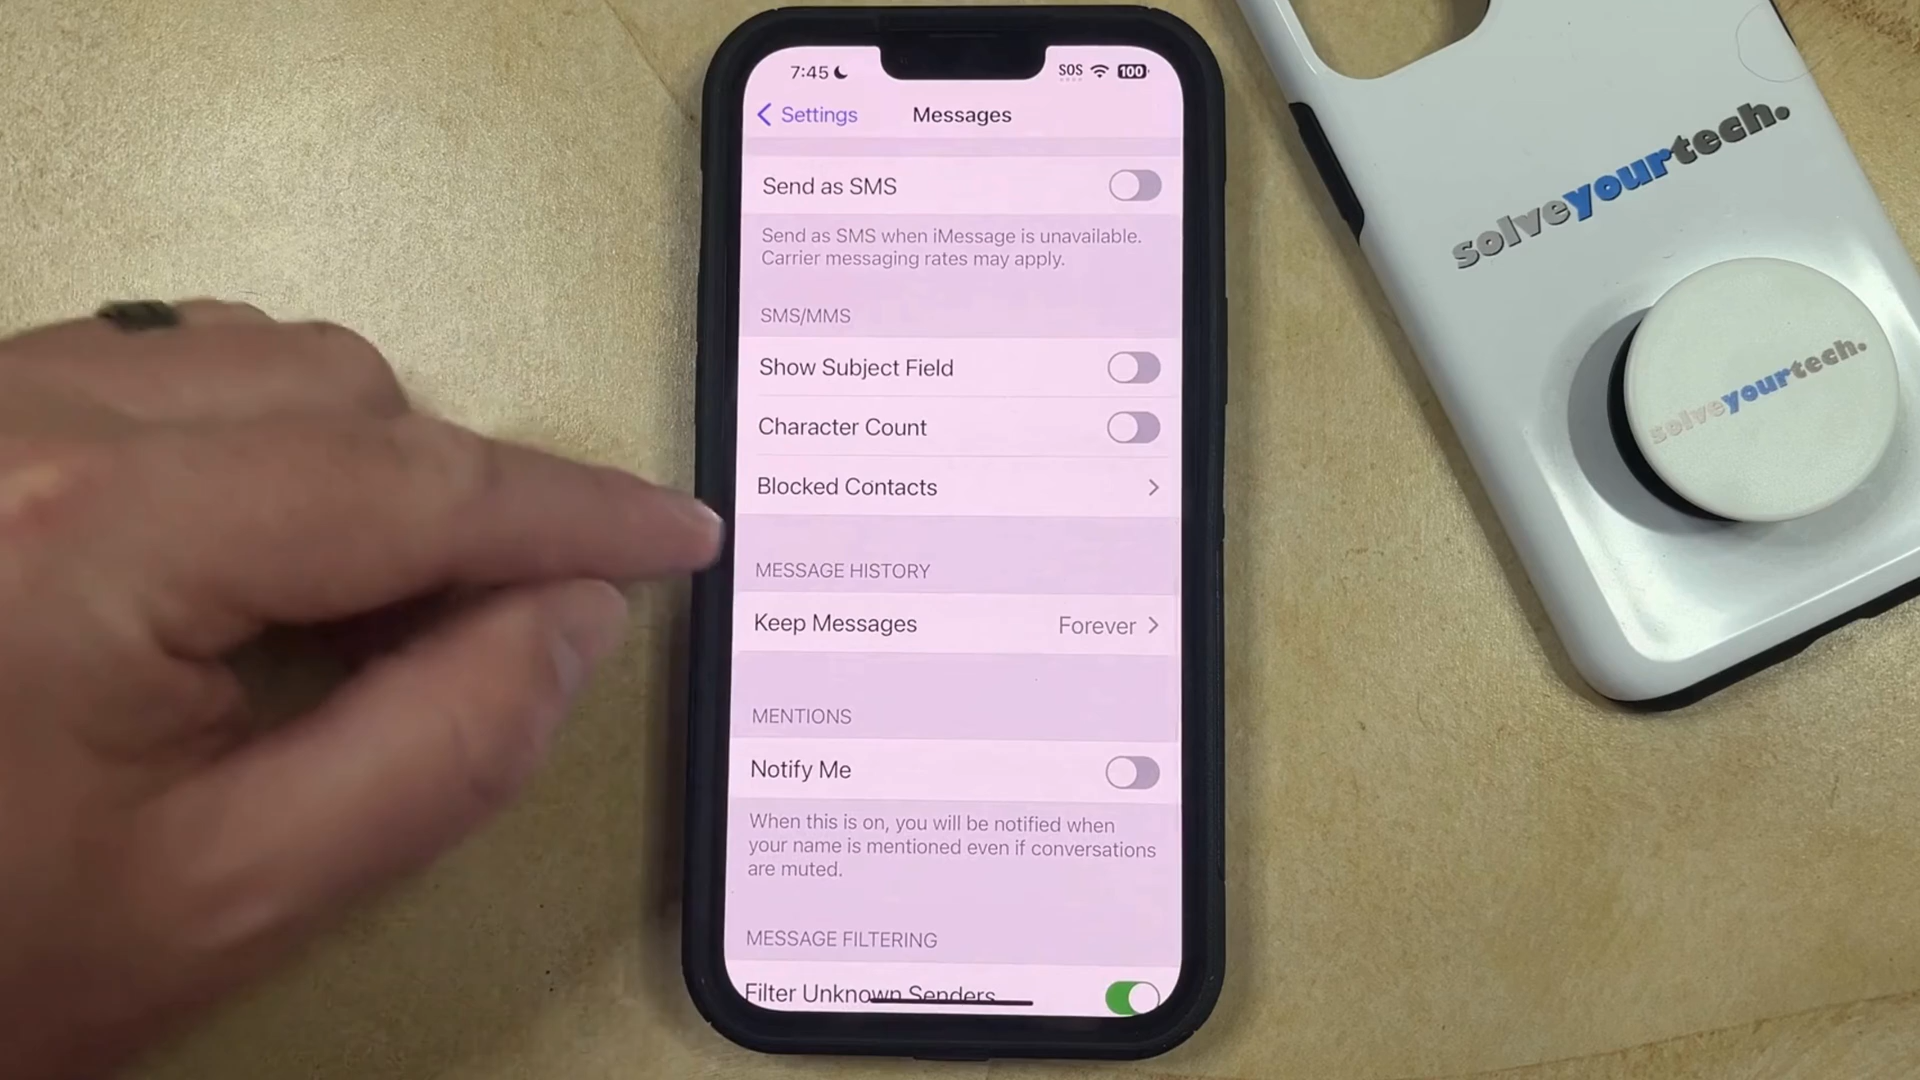 7:45
SOS
100
Settings
Messages
Send as SMS
Send as SMS when iMessage is unavailable.
Carrier messaging rates may apply.
SMS/MMS
Show Subject Field
Character Count
Blocked Contacts
MESSAGE HISTORY
Keep Messages
Forever
MENTIONS
Notify Me
When this is on, you will be notified when
your name is mentioned even if conversations
are muted.
MESSAGE FILTERING
Filter Unknown Senders
solveyourtech.
solveyourtech.